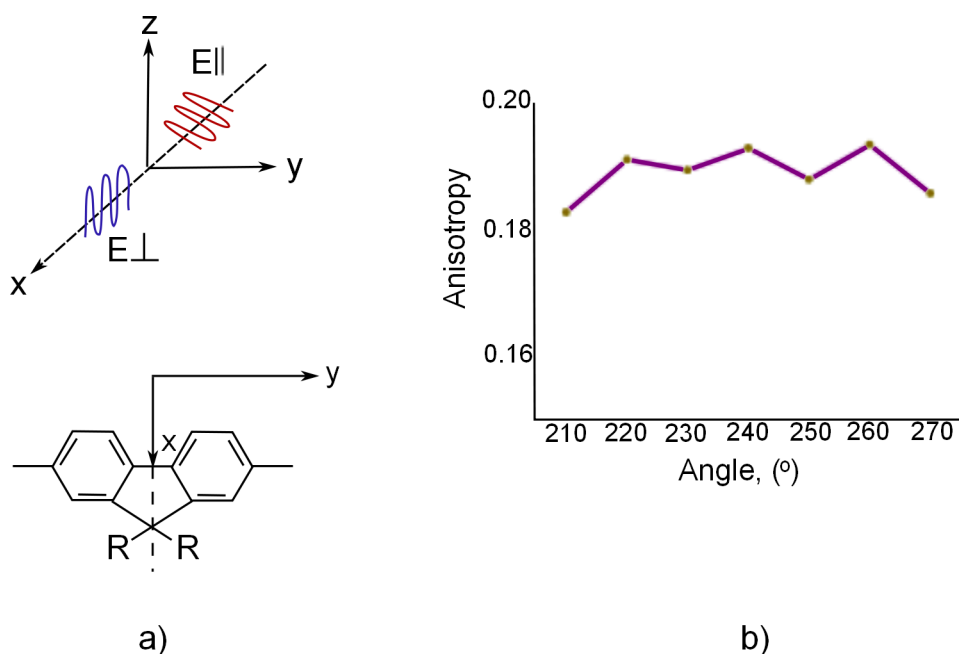 z
E∥
y
E⊥
x
y
x
R R
a)
0.20
0.18
0.16
Anisotropy
210 220 230 240 250 260 270
Angle, (º)
b)